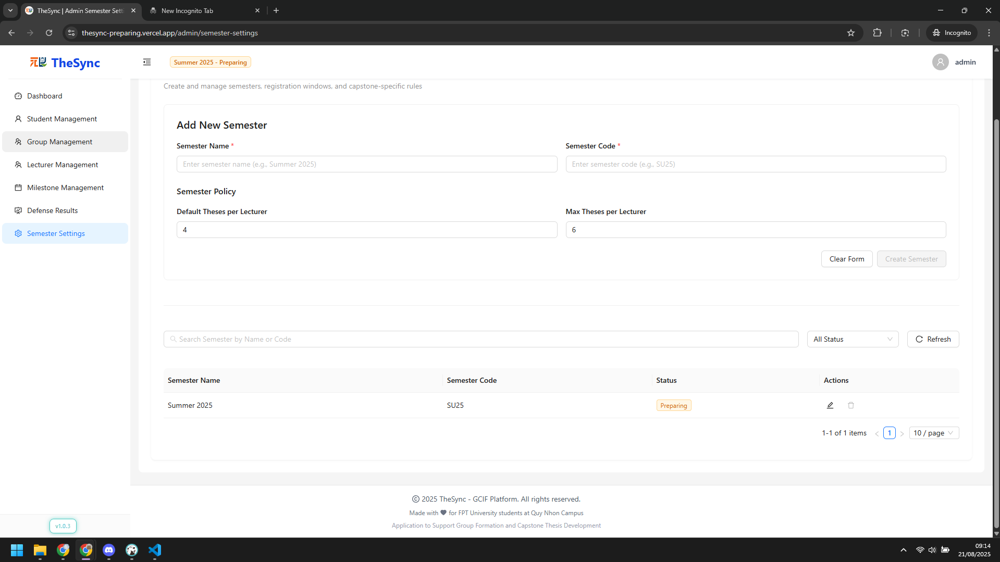 TheSync | Admin Semester Setti
New Incognito Tab
thesync-preparing.vercel.app/admin/semester-settings
Incognito
TheSync
Summer 2025 - Preparing
admin
Dashboard
Student Management
Group Management
Lecturer Management
Milestone Management
Defense Results
Semester Settings
v1.0.3
Create and manage semesters, registration windows, and capstone-specific rules
Add New Semester
Semester Name *
Semester Code *
Enter semester name (e.g., Summer 2025)
Enter semester code (e.g., SU25)
Semester Policy
Default Theses per Lecturer
Max Theses per Lecturer
4
6
Clear Form
Create Semester
Search Semester by Name or Code
All Status
Refresh
Semester Name
Semester Code
Status
Actions
Summer 2025
SU25
Preparing
1-1 of 1 items
1
10 / page
© 2025 TheSync - GCIF Platform. All rights reserved.
Made with 🖤 for FPT University students at Quy Nhon Campus
Application to Support Group Formation and Capstone Thesis Development
09:14
21/08/2025